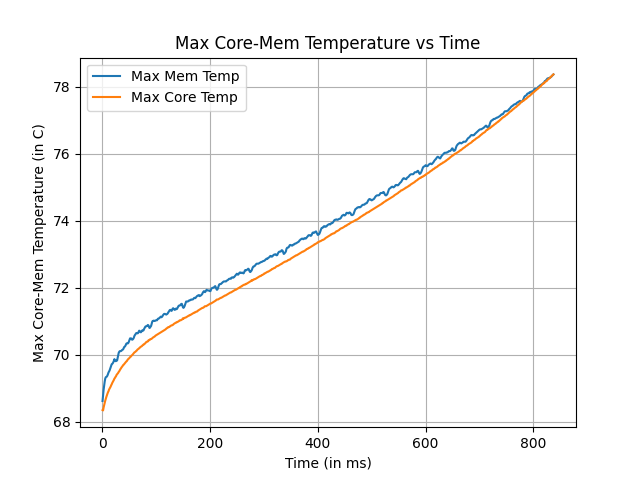 Max Core-Mem Temperature vs Time
Max Mem Temp
Max Core Temp
Max Core-Mem Temperature (in C)
78
76
74
72
70
68
0 200 400 600 800
Time (in ms)